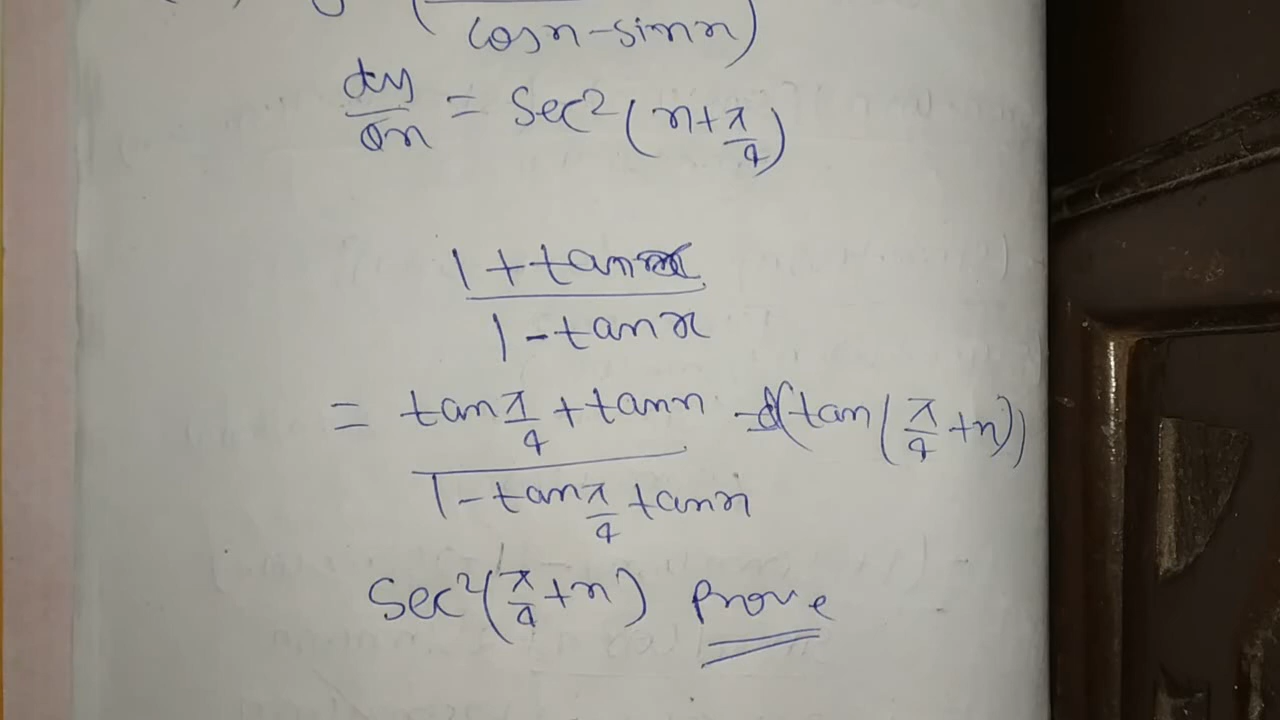 cosx-sinx)
dy/dx = Sec²(x+π/4)
1+tanx
1-tanx
= tanπ/4+tanx d(tan(π/4+x))
1-tanπ/4 tanx
Sec²(π/4+x) Prove